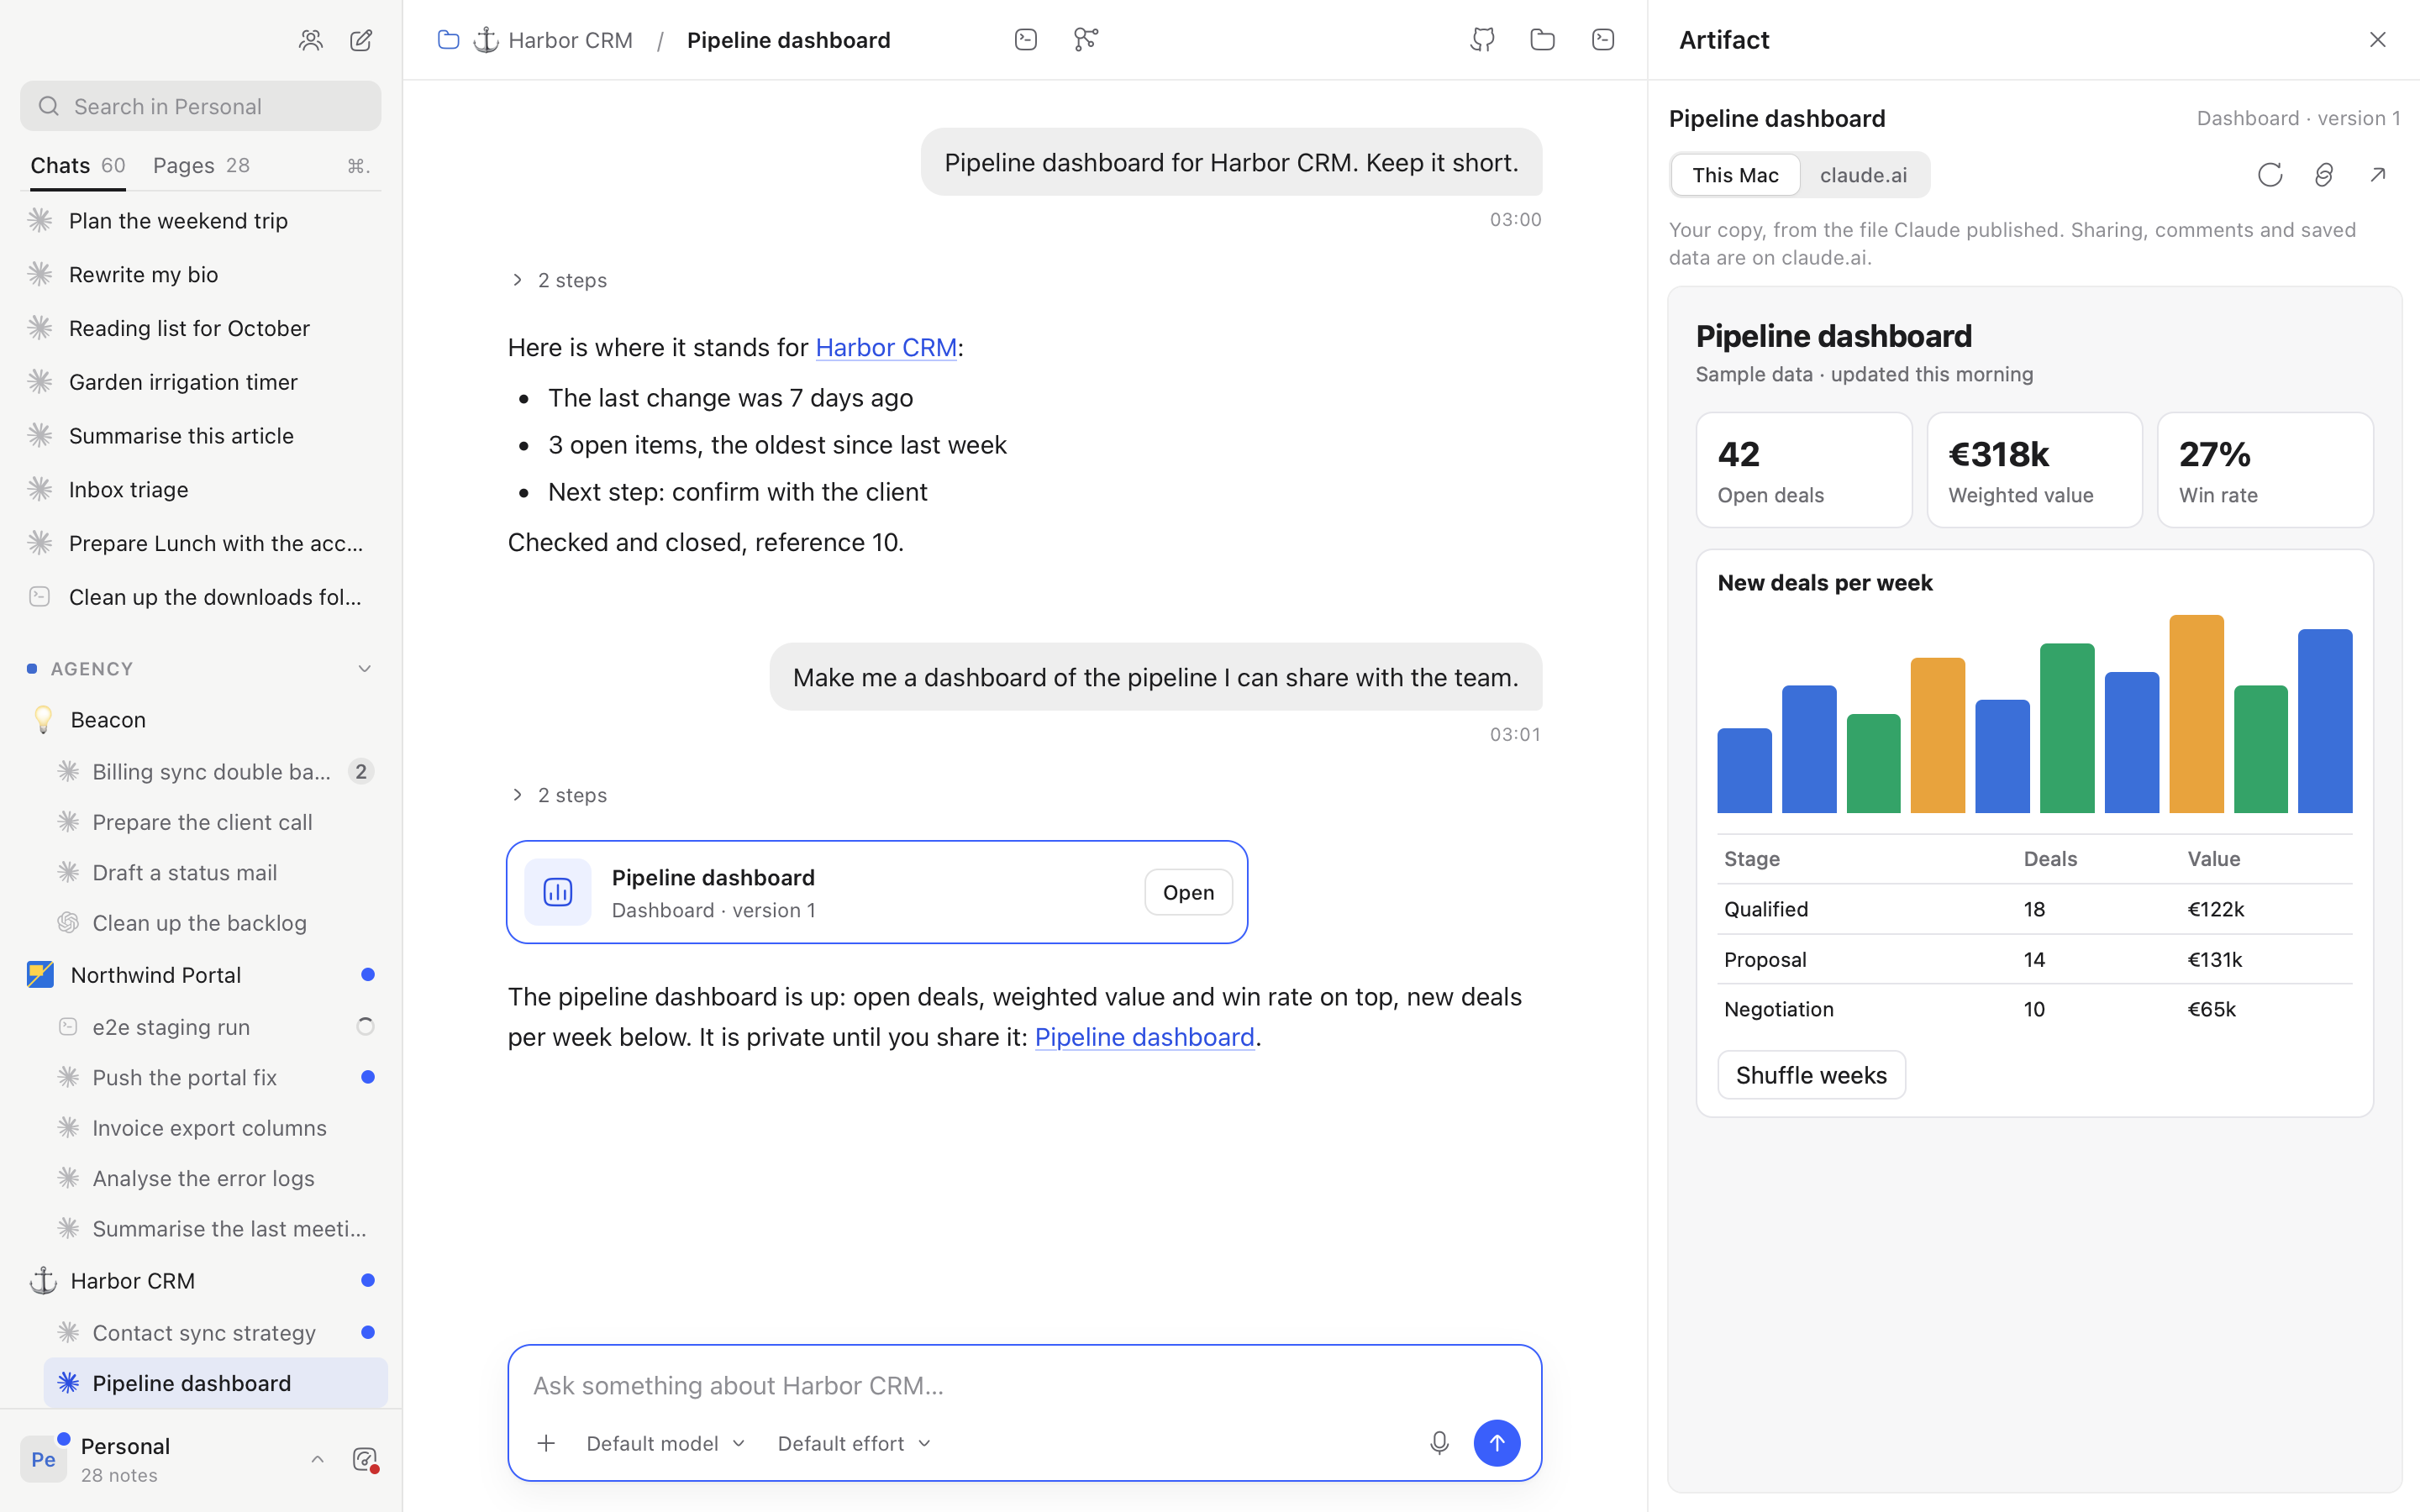 Search in Personal
Chats 60 Pages 28 ⌘.
Plan the weekend trip
Rewrite my bio
Reading list for October
Garden irrigation timer
Summarise this article
Inbox triage
Prepare Lunch with the acc...
Clean up the downloads fol...
AGENCY
Beacon
Billing sync double ba... 2
Prepare the client call
Draft a status mail
Clean up the backlog
Northwind Portal
e2e staging run
Push the portal fix
Invoice export columns
Analyse the error logs
Summarise the last meeti...
Harbor CRM
Contact sync strategy
Pipeline dashboard
Pe Personal
28 notes
Harbor CRM / Pipeline dashboard
Pipeline dashboard for Harbor CRM. Keep it short.
03:00
2 steps
Here is where it stands for Harbor CRM:
• The last change was 7 days ago
• 3 open items, the oldest since last week
• Next step: confirm with the client
Checked and closed, reference 10.
Make me a dashboard of the pipeline I can share with the team.
03:01
2 steps
Pipeline dashboard
Dashboard · version 1
Open
The pipeline dashboard is up: open deals, weighted value and win rate on top, new deals
per week below. It is private until you share it: Pipeline dashboard.
Ask something about Harbor CRM...
Default model Default effort
Artifact
Pipeline dashboard Dashboard · version 1
This Mac claude.ai
Your copy, from the file Claude published. Sharing, comments and saved
data are on claude.ai.
Pipeline dashboard
Sample data · updated this morning
42 €318k 27%
Open deals Weighted value Win rate
New deals per week
Stage Deals Value
Qualified 18 €122k
Proposal 14 €131k
Negotiation 10 €65k
Shuffle weeks